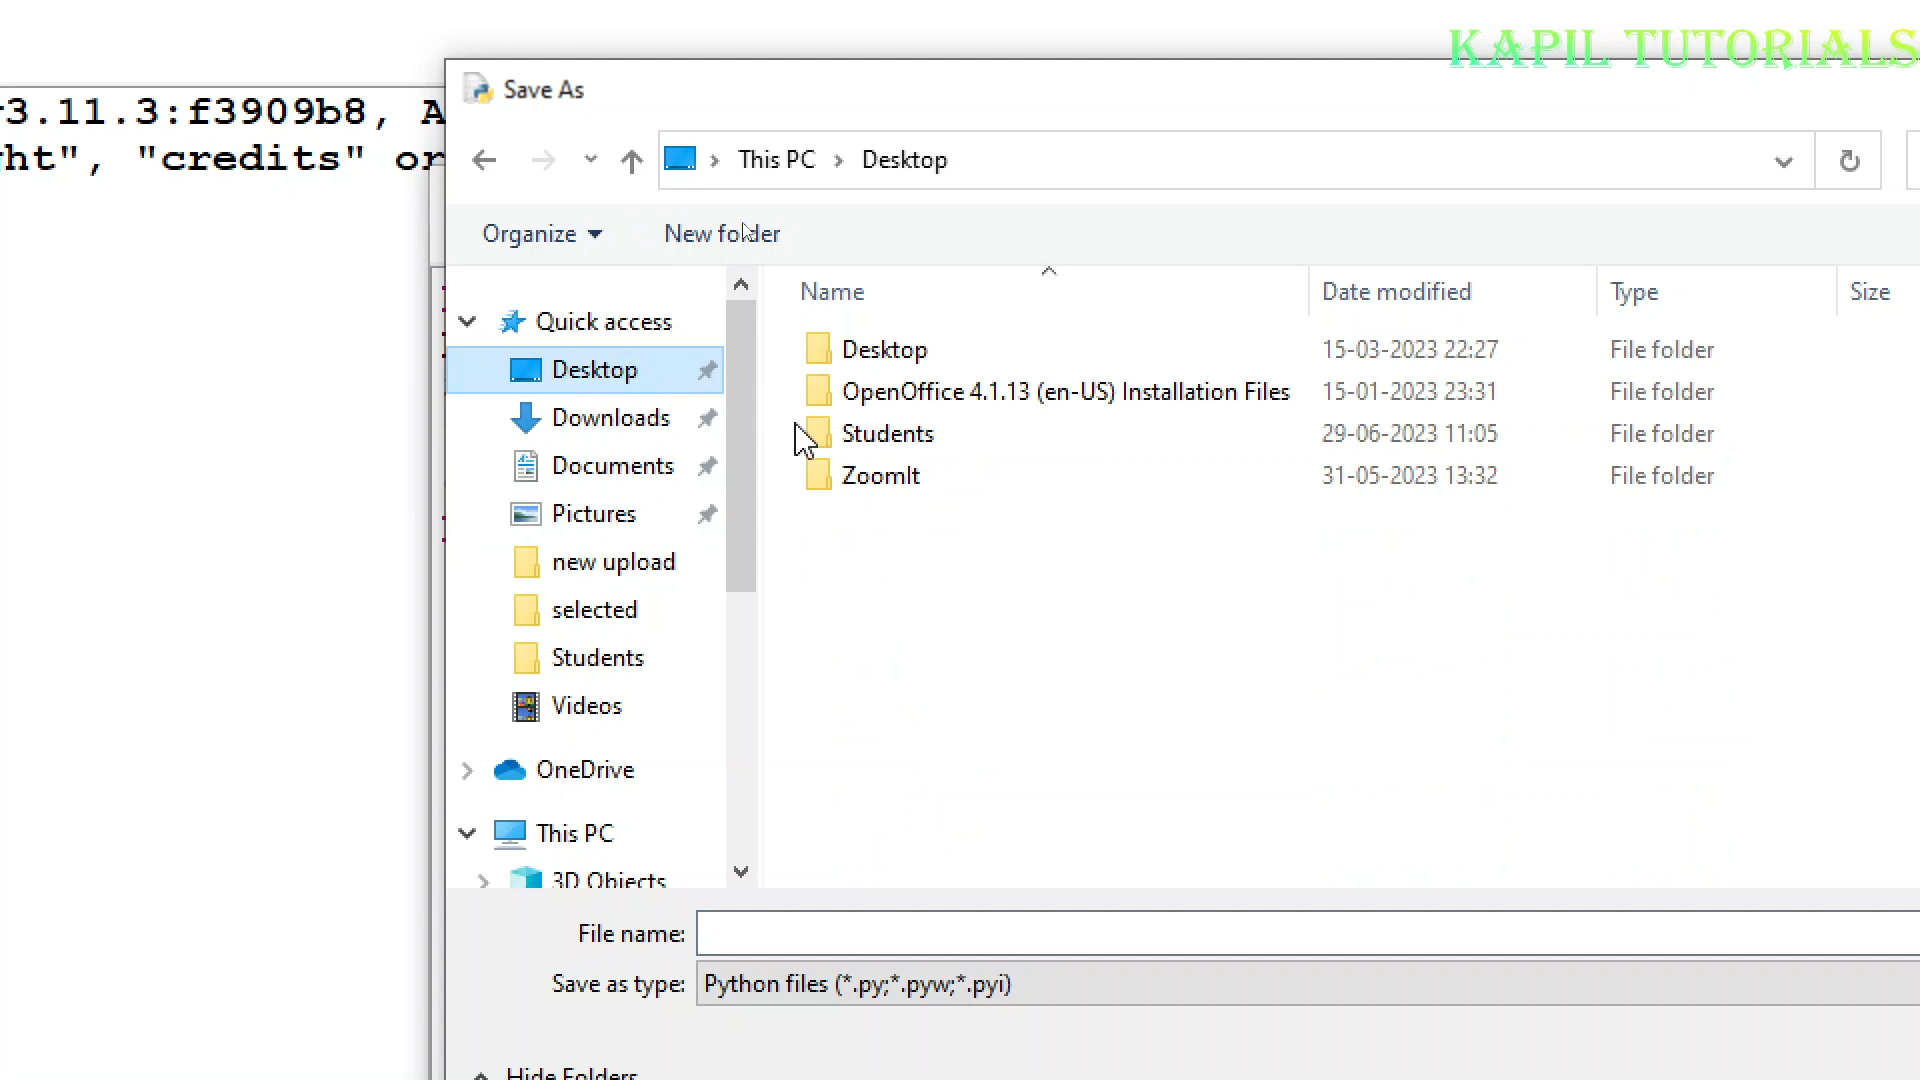 KAPIL TUTORIALS
3.11.3:f3909b8, A
ht", "credits" or
Save As
This PC
Desktop
Organize
New folder
Name
Date modified
Type
Size
Quick access
Desktop
Downloads
Documents
Pictures
new upload
selected
Students
Videos
OneDrive
This PC
3D Objects
Desktop 15-03-2023 22:27 File folder
OpenOffice 4.1.13 (en-US) Installation Files 15-01-2023 23:31 File folder
Students 29-06-2023 11:05 File folder
ZoomIt 31-05-2023 13:32 File folder
File name:
Save as type: Python files (*.py;*.pyw;*.pyi)
Hide Folders